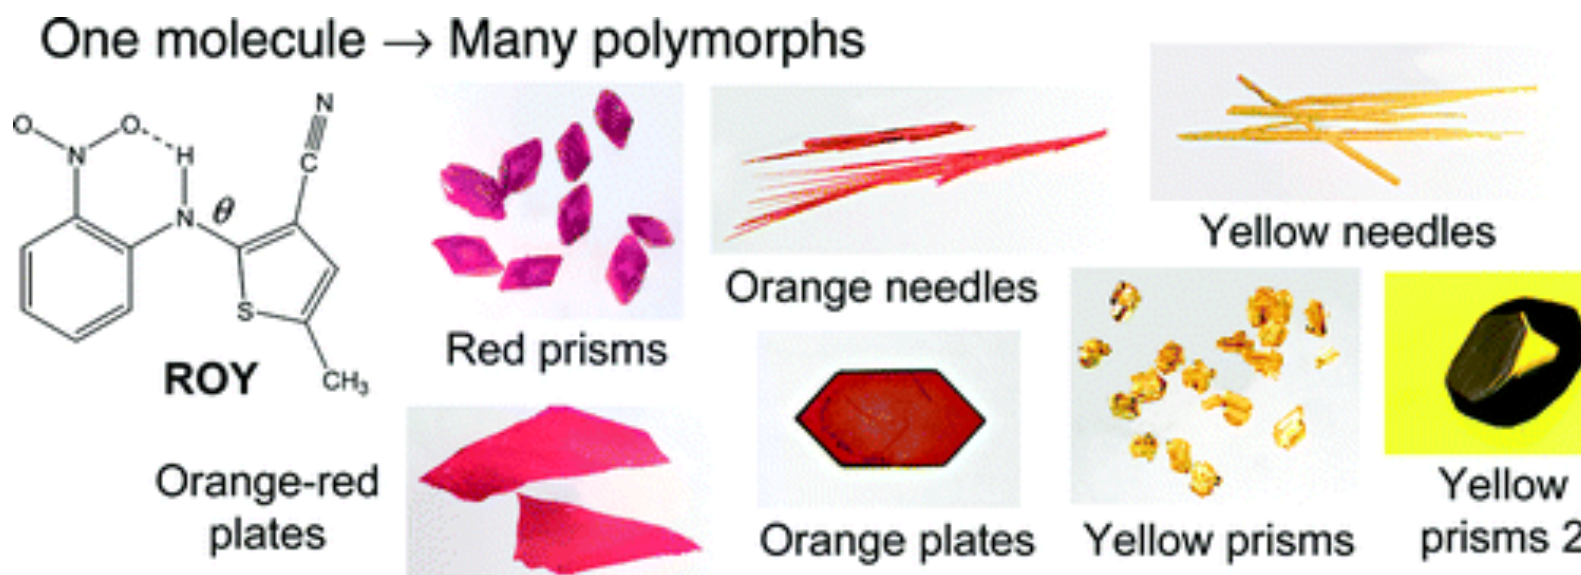 One molecule → Many polymorphs
O
N
O
H
N
C
N
θ
S
CH₃
ROY
Red prisms
Orange needles
Yellow needles
Orange-red
plates
Orange plates
Yellow prisms
Yellow
prisms 2